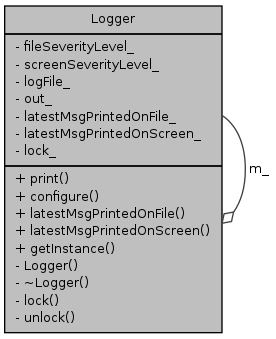 Logger
- fileSeverityLevel_
- screenSeverityLevel_
- logFile_
- out_
- latestMsgPrintedOnFile_
- latestMsgPrintedOnScreen_
- lock_
+ print()
+ configure()
+ latestMsgPrintedOnFile()
+ latestMsgPrintedOnScreen()
+ getInstance()
- Logger()
- ~Logger()
- lock()
- unlock()
m_